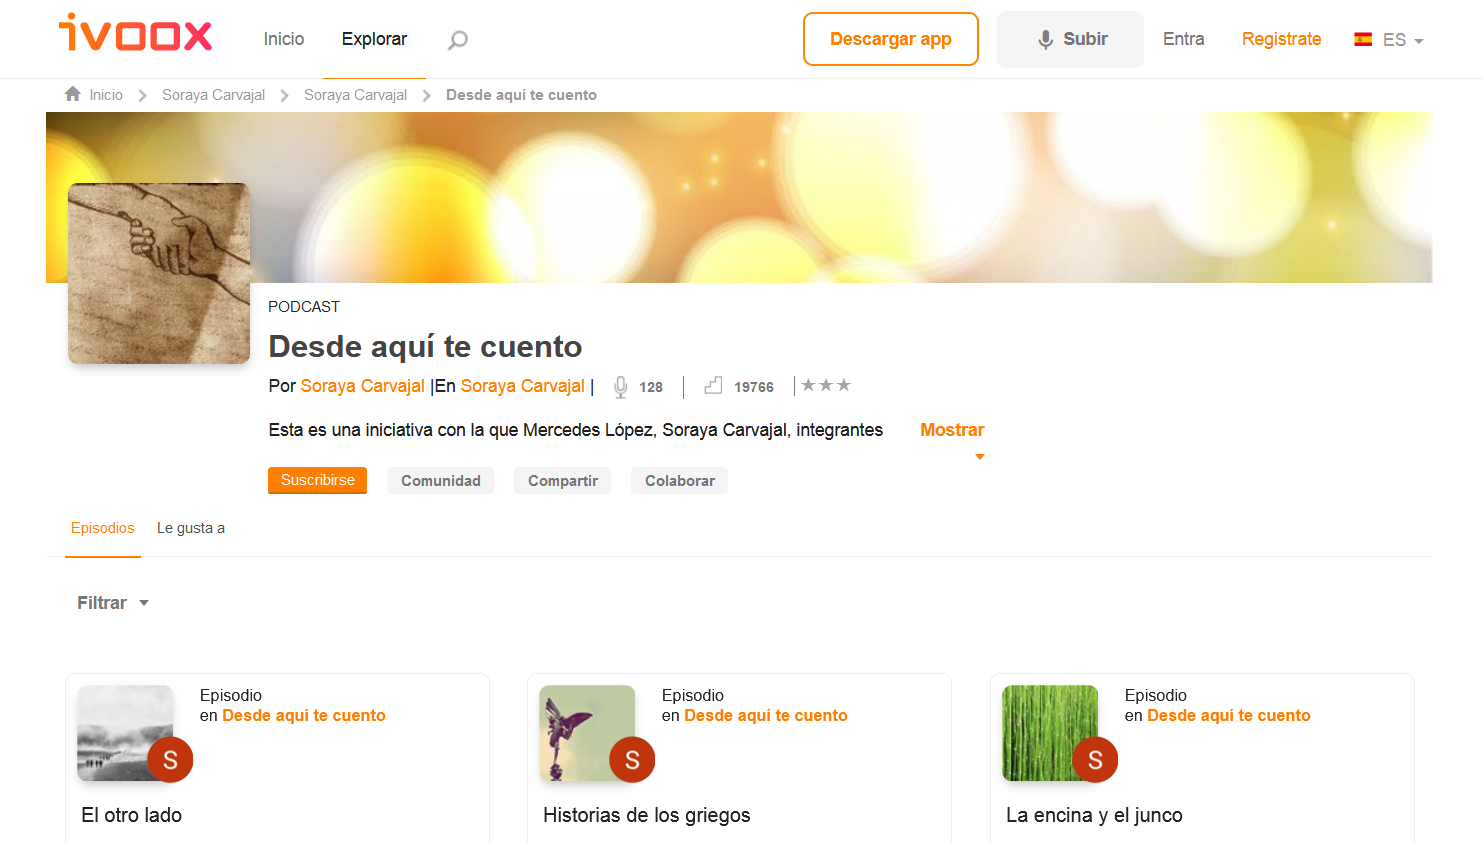 ivoox
Inicio
Explorar
Descargar app
Subir
Entra
Registrate
ES
Inicio
Soraya Carvajal
Soraya Carvajal
Desde aquí te cuento
PODCAST
Desde aquí te cuento
Por Soraya Carvajal |En Soraya Carvajal | 128 19766
Esta es una iniciativa con la que Mercedes López, Soraya Carvajal, integrantes
Mostrar
Suscribirse
Comunidad
Compartir
Colaborar
Episodios
Le gusta a
Filtrar
Episodio
en Desde aquí te cuento
S
El otro lado
Episodio
en Desde aquí te cuento
S
Historias de los griegos
Episodio
en Desde aquí te cuento
S
La encina y el junco